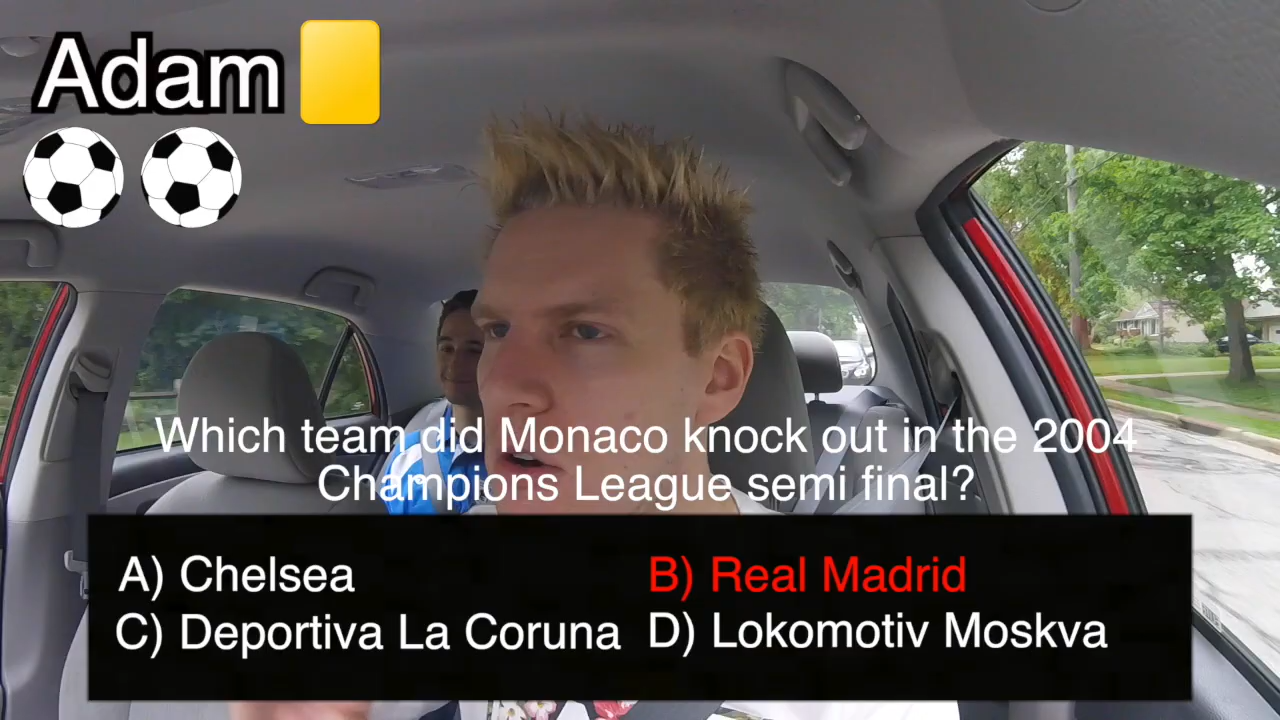 Adam
Which team did Monaco knock out in the 2004
Champions League semi final?
A) Chelsea
B) Real Madrid
C) Deportiva La Coruna
D) Lokomotiv Moskva